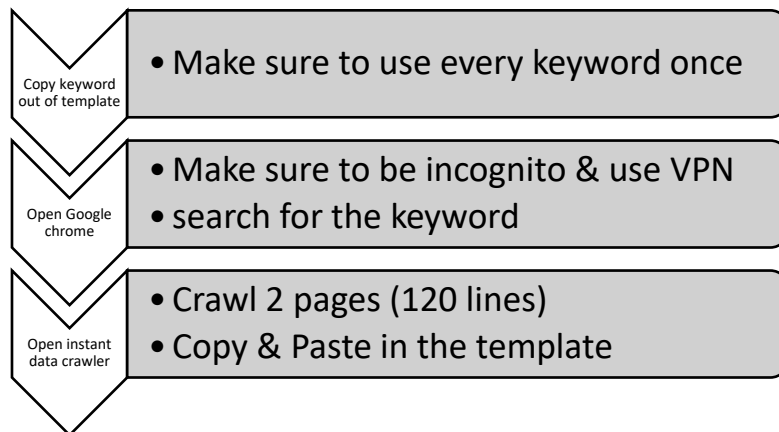 Copy keyword
out of template
• Make sure to use every keyword once
Open Google
chrome
• Make sure to be incognito & use VPN
• search for the keyword
Open instant
data crawler
• Crawl 2 pages (120 lines)
• Copy & Paste in the template